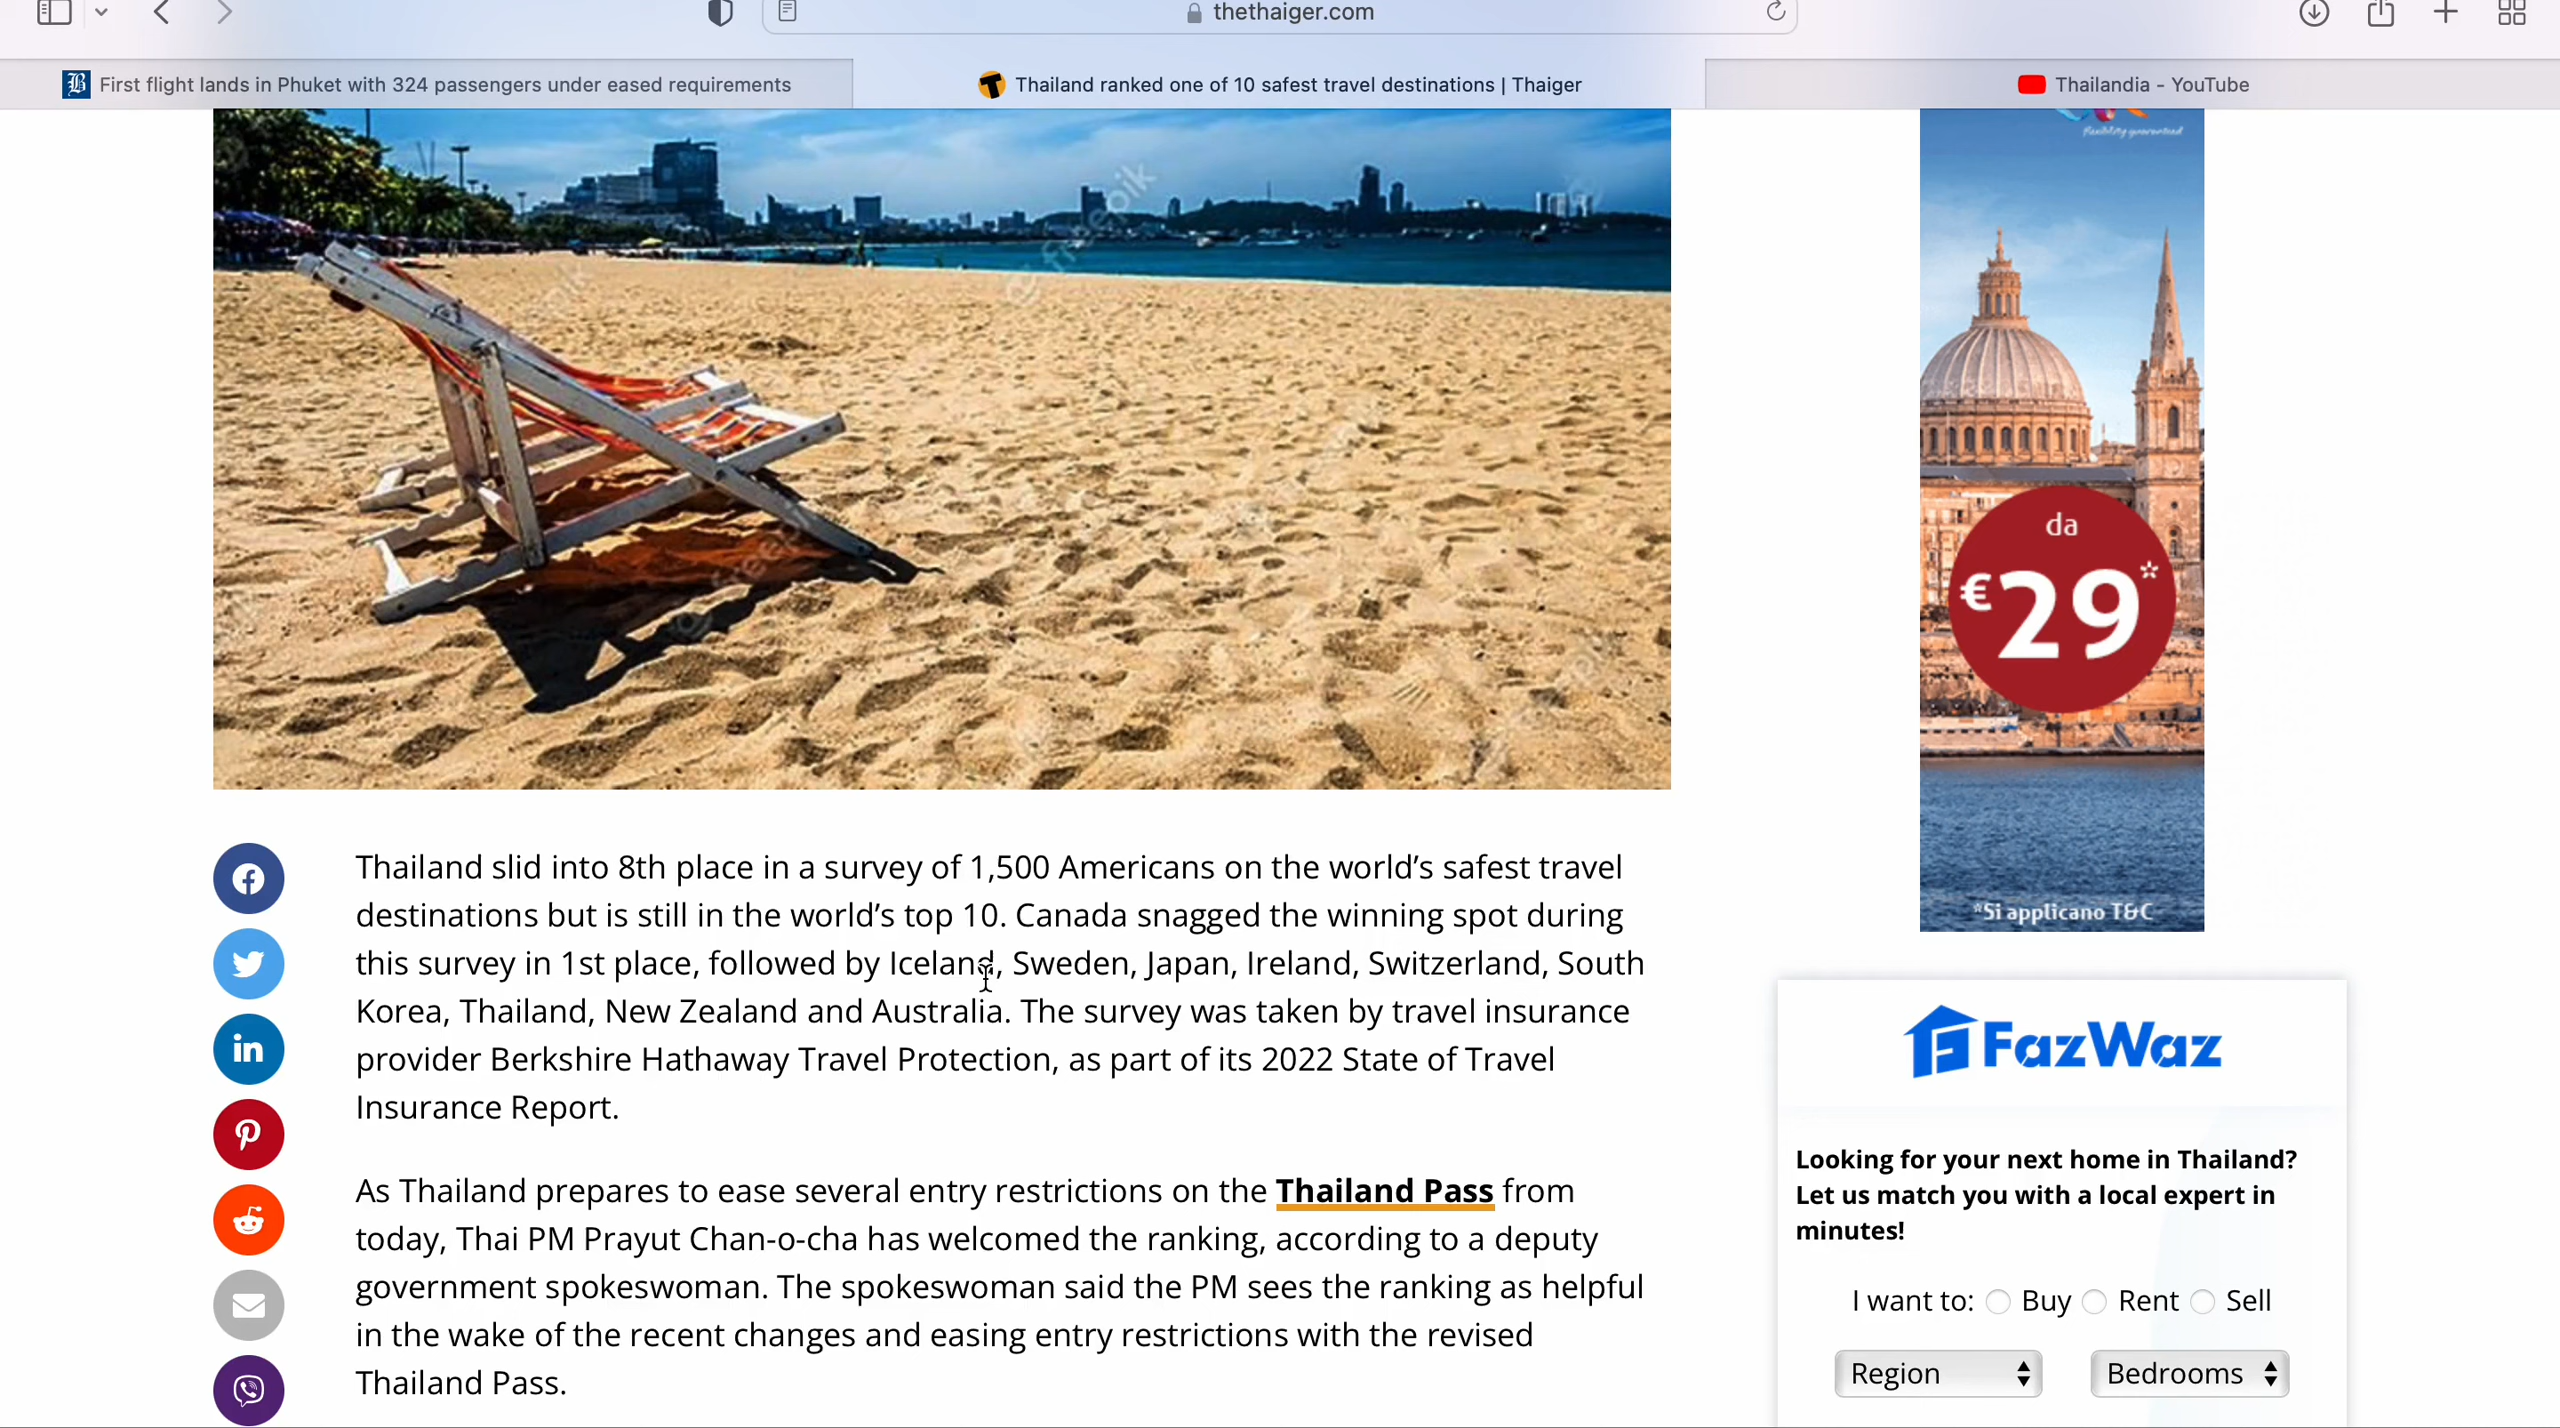 thethaiger.com
First flight lands in Phuket with 324 passengers under eased requirements
Thailand ranked one of 10 safest travel destinations | Thaiger
Thailandia - YouTube
flexibility guaranteed
freepik
da
€29*
*Si applicano T&C
Thailand slid into 8th place in a survey of 1,500 Americans on the world’s safest travel
destinations but is still in the world’s top 10. Canada snagged the winning spot during
this survey in 1st place, followed by Iceland, Sweden, Japan, Ireland, Switzerland, South
Korea, Thailand, New Zealand and Australia. The survey was taken by travel insurance
provider Berkshire Hathaway Travel Protection, as part of its 2022 State of Travel
Insurance Report.
As Thailand prepares to ease several entry restrictions on the Thailand Pass from
today, Thai PM Prayut Chan-o-cha has welcomed the ranking, according to a deputy
government spokeswoman. The spokeswoman said the PM sees the ranking as helpful
in the wake of the recent changes and easing entry restrictions with the revised
Thailand Pass.
FazWaz
Looking for your next home in Thailand?
Let us match you with a local expert in
minutes!
I want to: Buy Rent Sell
Region Bedrooms